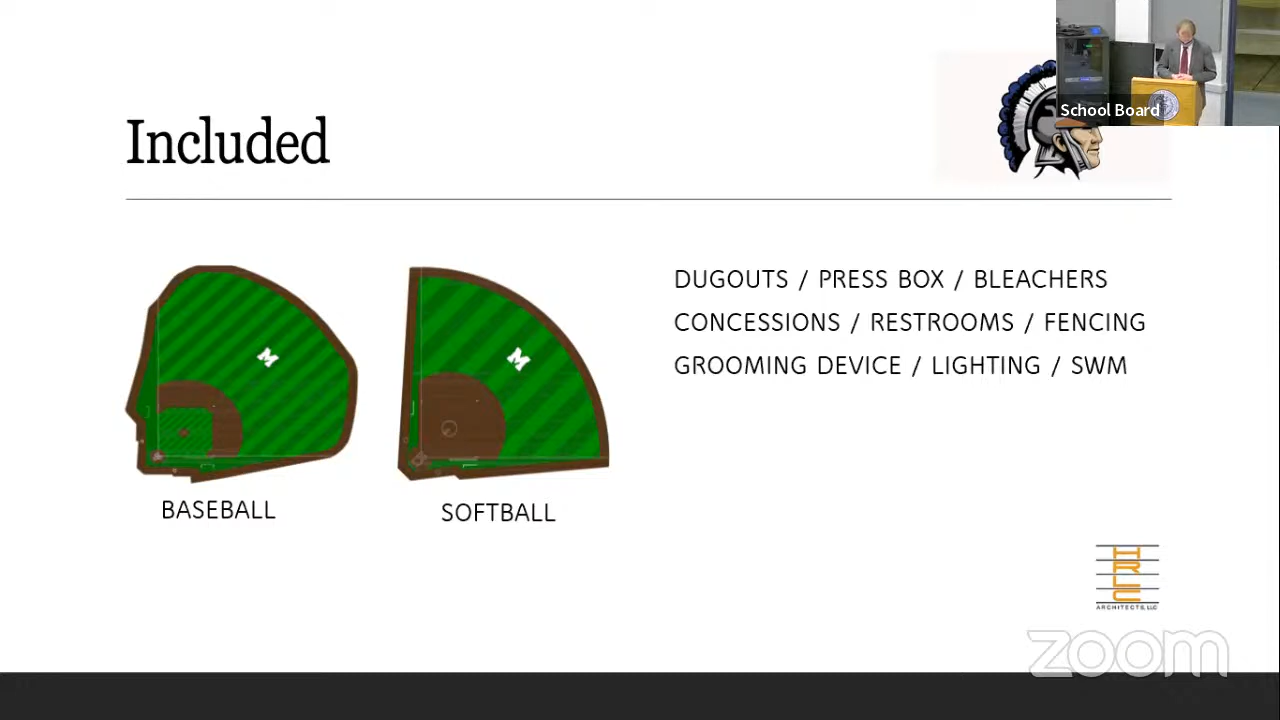 School Board
Included
M
M
DUGOUTS / PRESS BOX / BLEACHERS
CONCESSIONS / RESTROOMS / FENCING
GROOMING DEVICE / LIGHTING / SWM
BASEBALL
SOFTBALL
HRLC
ARCHITECTS, LLC
zoom